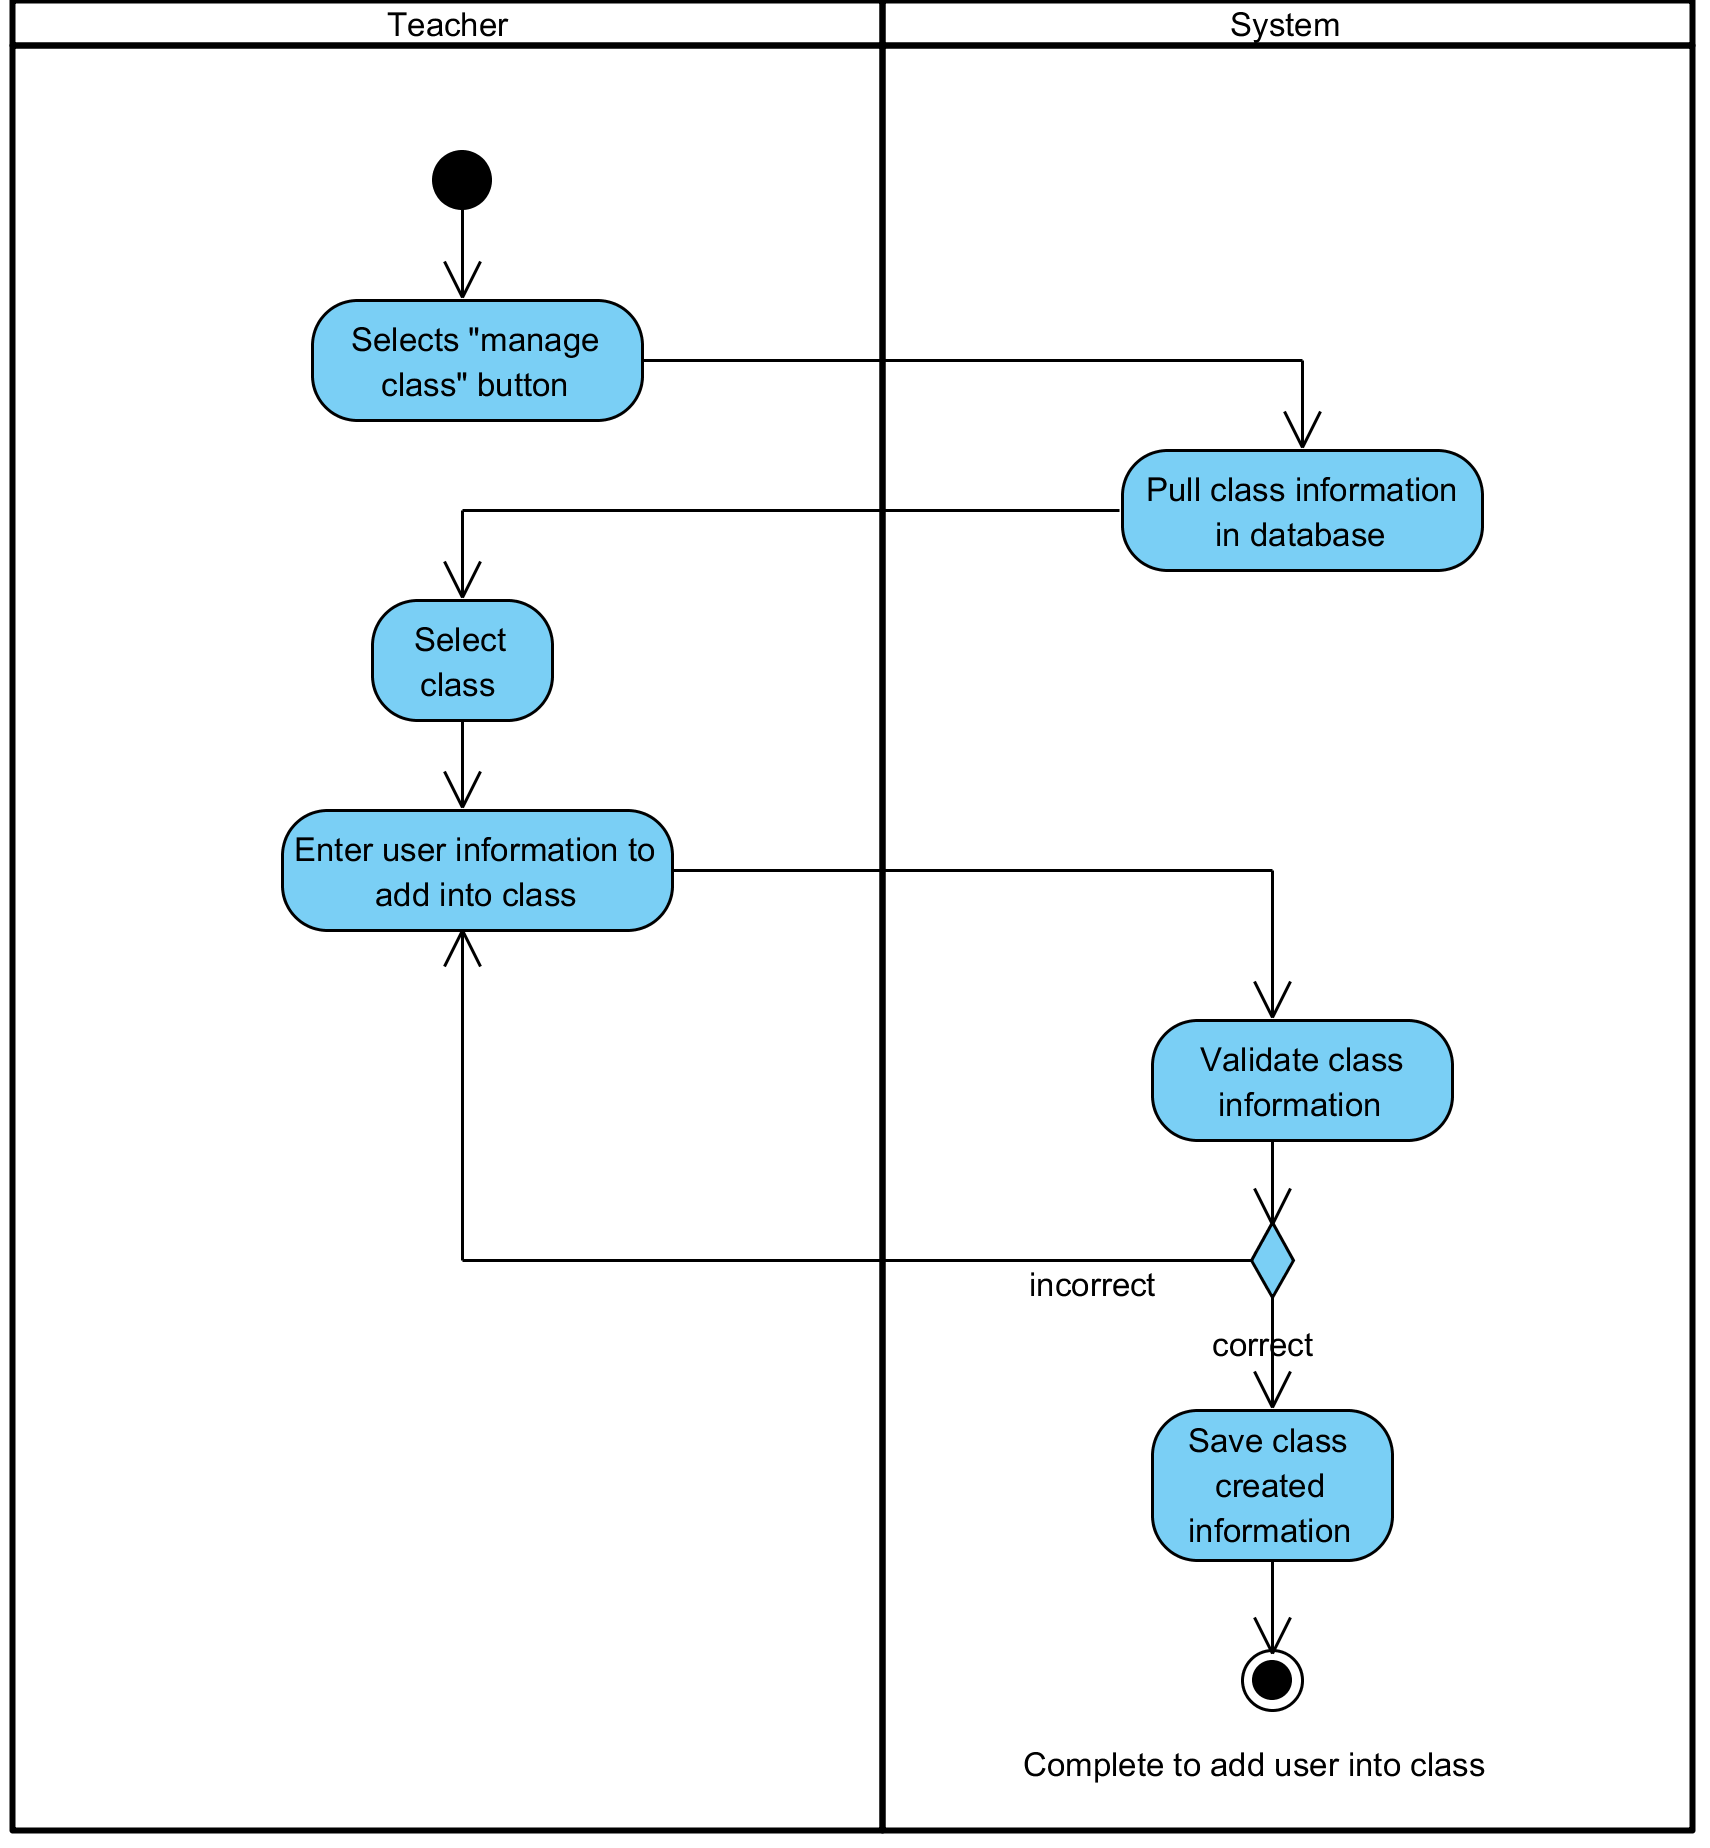 Teacher
System
Selects "manage
class" button
Pull class information
in database
Select
class
Enter user information to
add into class
Validate class
information
incorrect
correct
Save class
created
information
Complete to add user into class